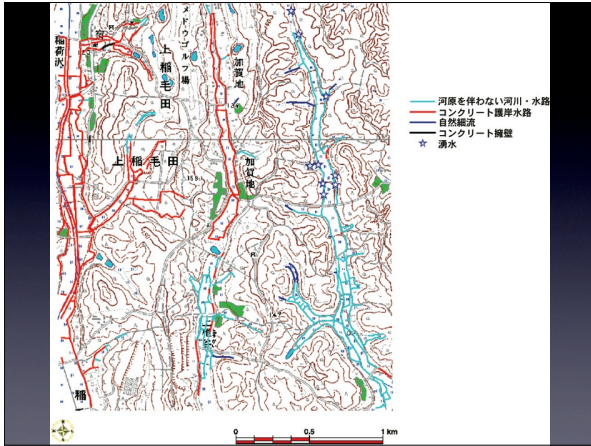 稲荷沢
上稲毛田
メドウゴルフ場
加賀地
上稲毛田
加賀地
稲
河原を伴わない河川・水路
コンクリート護岸水路
自然細流
コンクリート擁壁
湧水
0 0.5 1 km